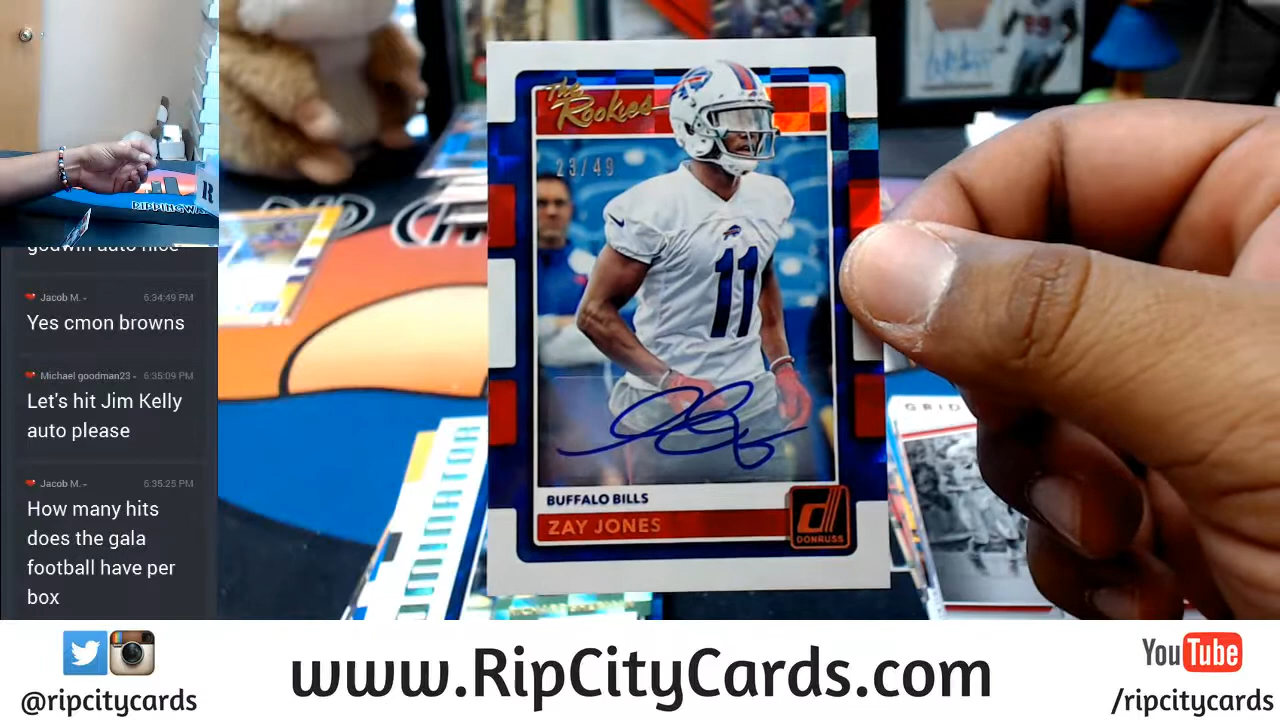 The
Rookies
23/49
11
BUFFALO BILLS
ZAY JONES
DONRUSS
GRID
R
godwin auto nice
Jacob M. - 6:34:49 PM
Yes cmon browns
Michael goodman23 - 6:35:09 PM
Let's hit Jim Kelly
auto please
Jacob M. - 6:35:25 PM
How many hits
does the gala
football have per
box
@ripcitycards
www.RipCityCards.com
YouTube
/ripcitycards